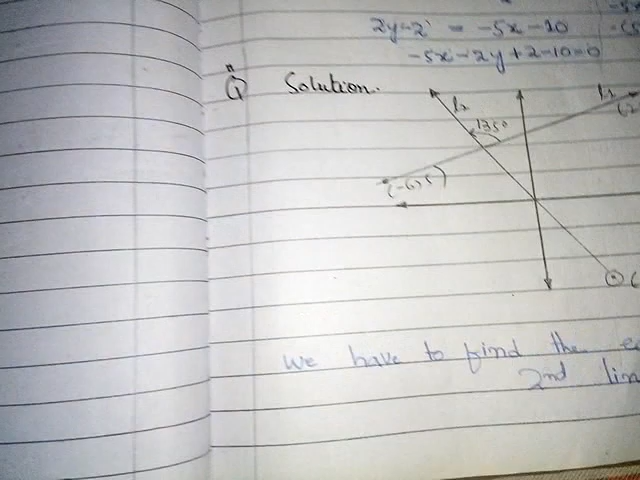 2y-2 = -5x-10
-5x-2y+2-10=0
Q Solution.
l2
l1
135°
(2
(-6,5)
We have to find the
2nd